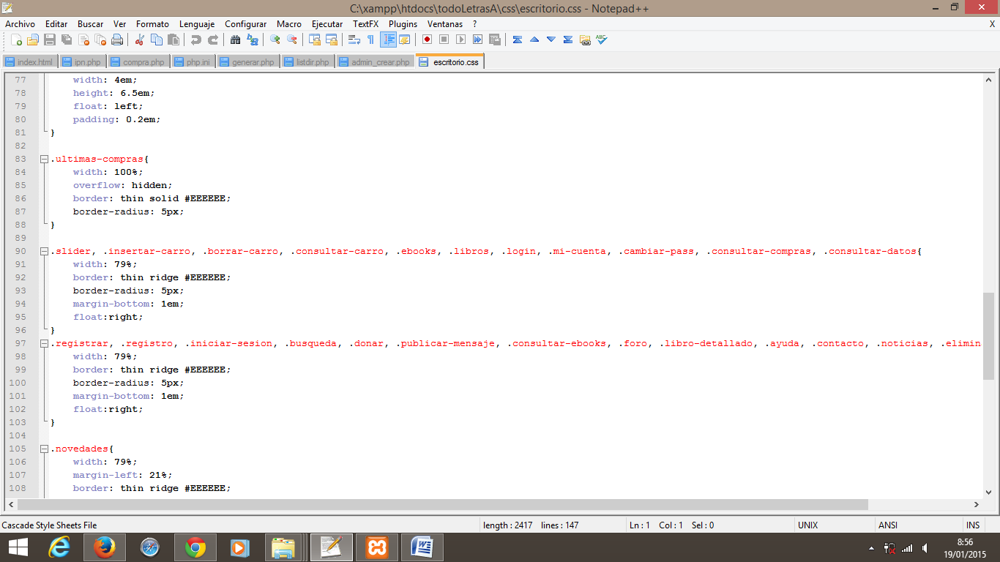 C:\xampp\htdocs\todoLetrasA\css\escritorio.css - Notepad++
Archivo Editar Buscar Ver Formato Lenguaje Configurar Macro Ejecutar TextFX Plugins Ventanas ? X
index.html ipn.php compra.php php.ini generar.php listdir.php admin_crear.php escritorio.css
77 width: 4em;
78 height: 6.5em;
79 float: left;
80 padding: 0.2em;
81 }
82
83 .ultimas-compras{
84 width: 100%;
85 overflow: hidden;
86 border: thin solid #EEEEEE;
87 border-radius: 5px;
88 }
89
90 .slider, .insertar-carro, .borrar-carro, .consultar-carro, .ebooks, .libros, .login, .mi-cuenta, .cambiar-pass, .consultar-compras, .consultar-datos{
91 width: 79%;
92 border: thin ridge #EEEEEE;
93 border-radius: 5px;
94 margin-bottom: 1em;
95 float:right;
96 }
97 .registrar, .registro, .iniciar-sesion, .busqueda, .donar, .publicar-mensaje, .consultar-ebooks, .foro, .libro-detallado, .ayuda, .contacto, .noticias, .elimin
98 width: 79%;
99 border: thin ridge #EEEEEE;
100 border-radius: 5px;
101 margin-bottom: 1em;
102 float:right;
103 }
104
105 .novedades{
106 width: 79%;
107 margin-left: 21%;
108 border: thin ridge #EEEEEE;
Cascade Style Sheets File length : 2417 lines : 147 Ln : 1 Col : 1 Sel : 0 UNIX ANSI INS
8:56
19/01/2015